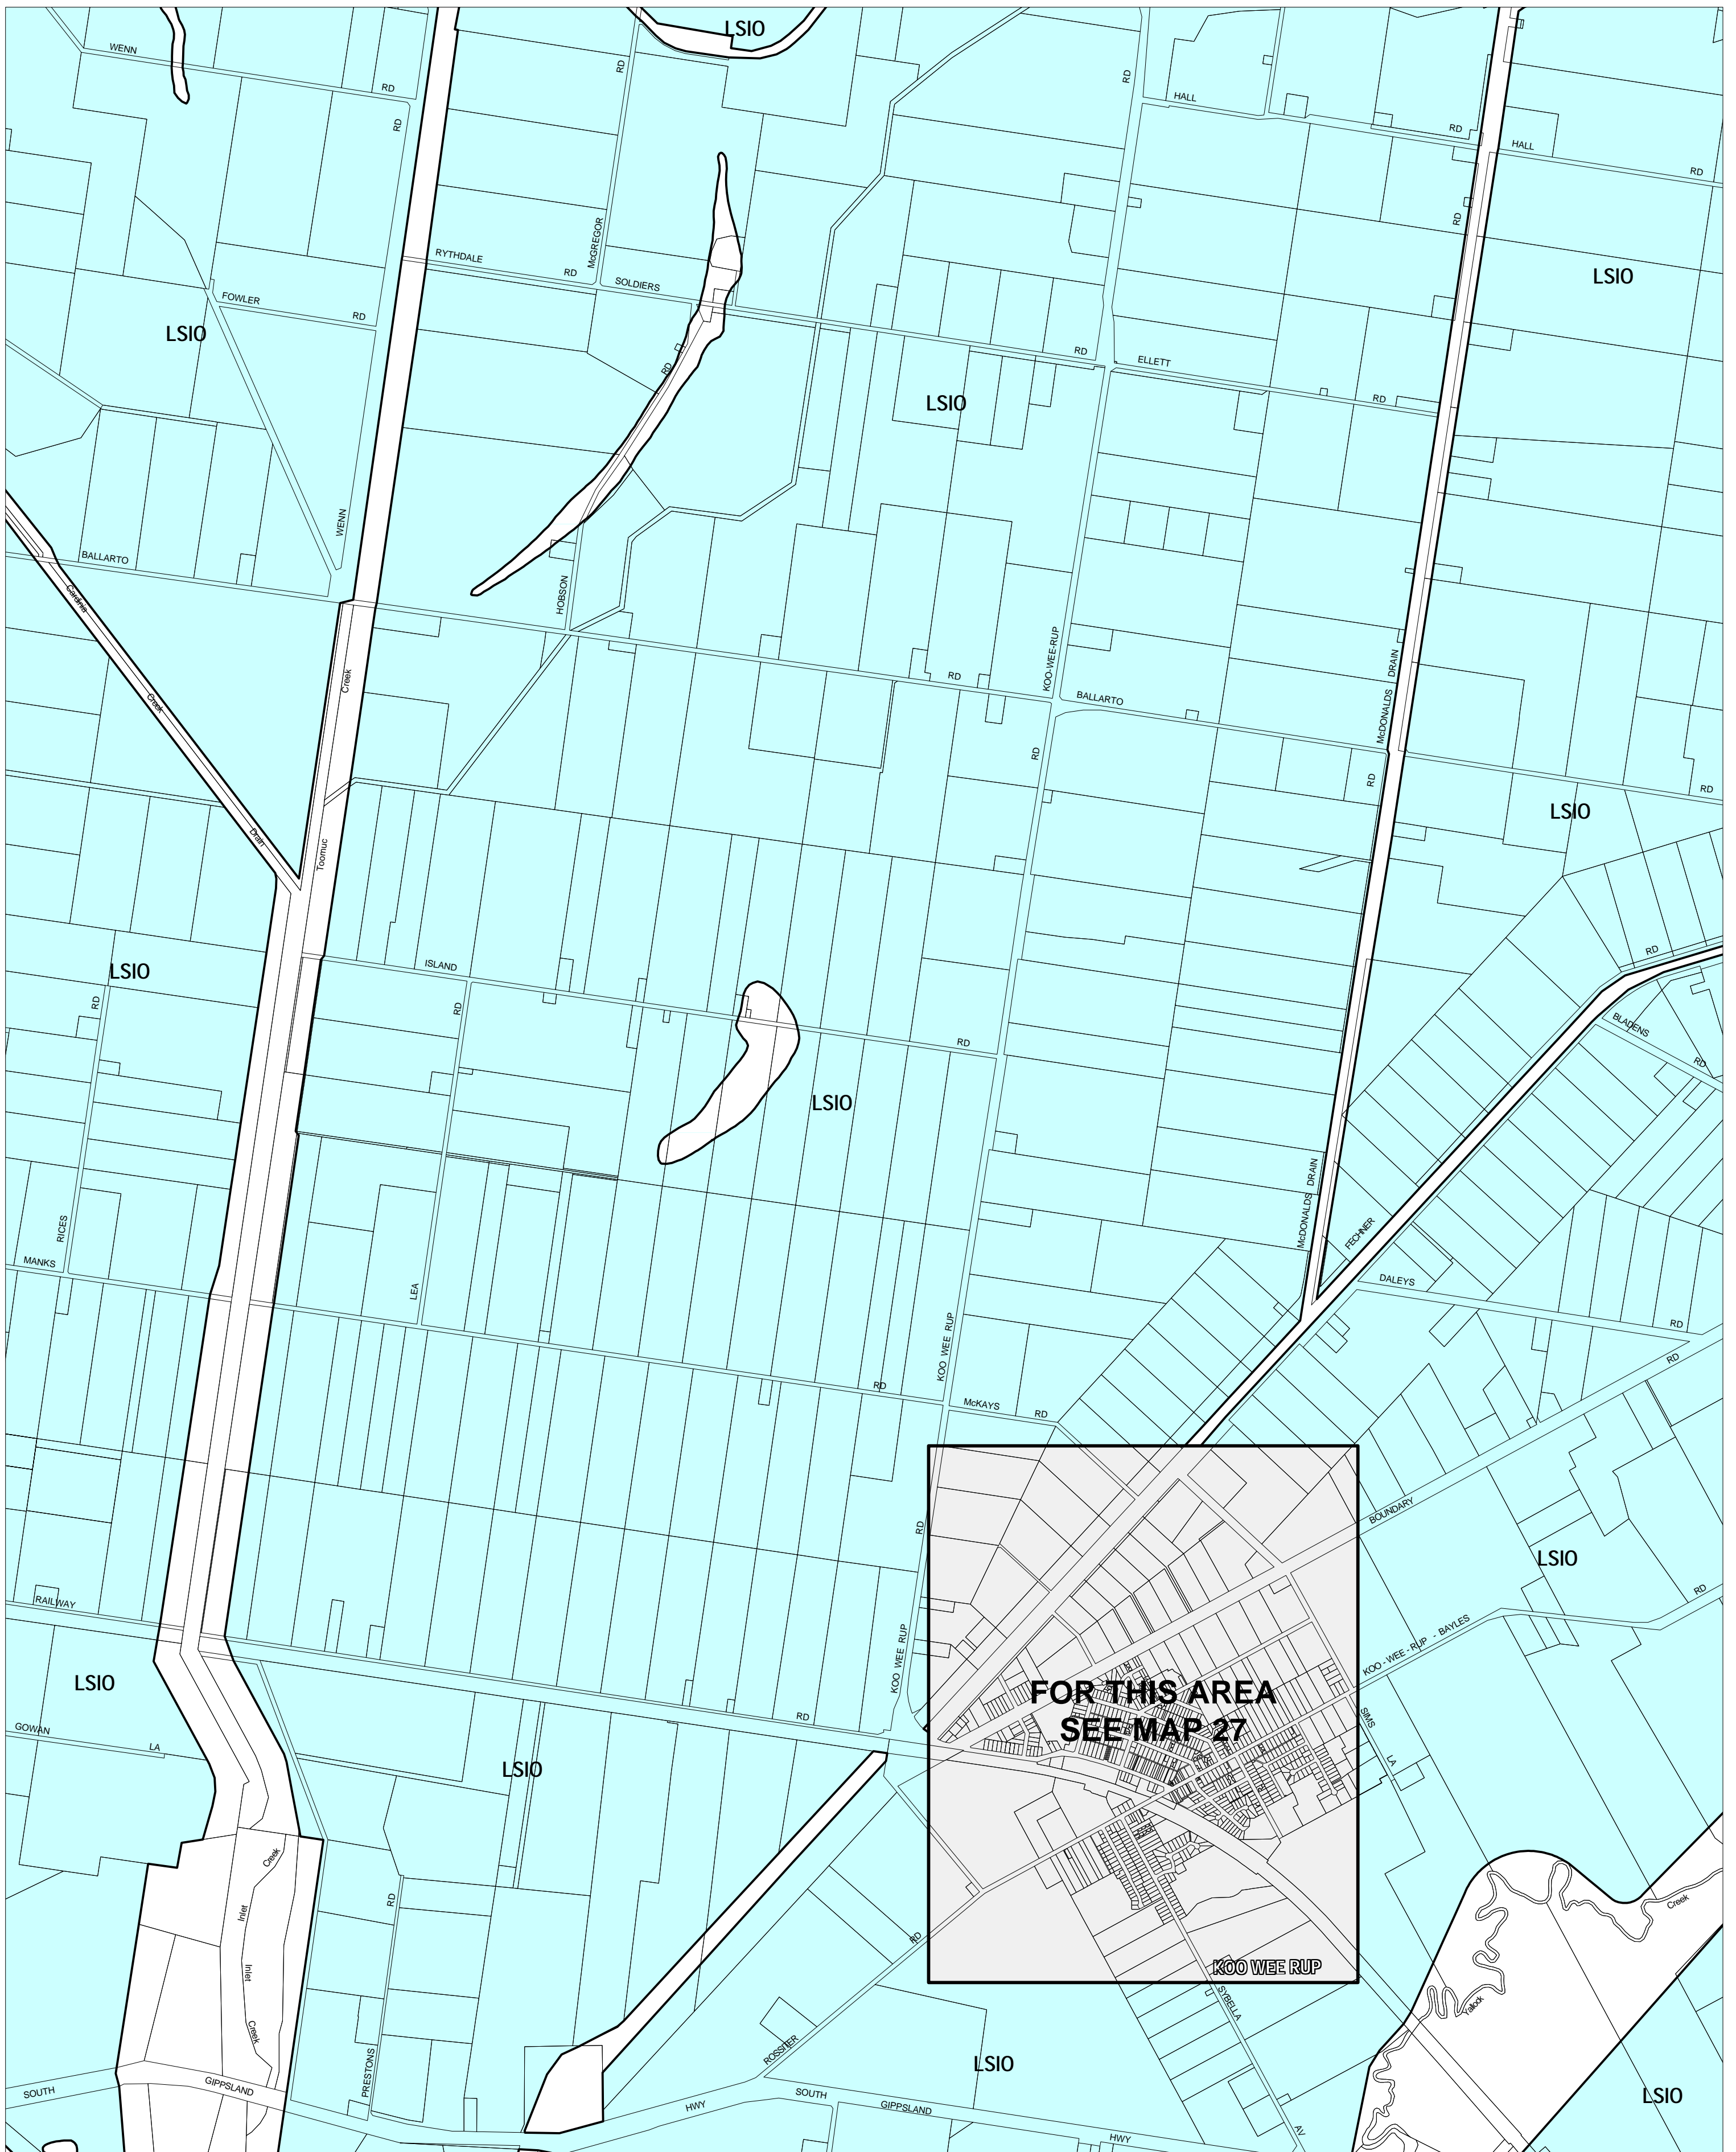 LSIO
WENN
RD
RD
RD
RD
HALL
RD
HALL
RD
RD
McGREGOR
RYTHDALE
RD
SOLDIERS
LSIO
FOWLER
RD
LSIO
RD
RD
ELLETT
RD
LSIO
WENN
BALLARTO
Cardinia
Creek
Drain
HOBSON
Creek
Toomuc
KOO-WEE-RUP
RD
BALLARTO
McDONALDS DRAIN
RD
RD
RD
LSIO
LSIO
ISLAND
RD
RD
RD
RD
BLADENS
RD
LSIO
McDONALDS DRAIN
RICES
MANKS
LEA
FECHNER
DALEYS
RD
KOO WEE RUP
RD
RD
McKAYS
RD
BOUNDARY
RD
LSIO
RAILWAY
RD
KOO WEE RUP
KOO - WEE - RUP - BAYLES
LSIO
FOR THIS AREA
SEE MAP 27
GOWAN
LA
RD
SIMS
LA
LSIO
Creek
Inlet
Inlet
Creek
RD
RD
Creek
Yallock
KOO WEE RUP
SYBELLA
AV
ROSSITER
LSIO
LSIO
SOUTH
GIPPSLAND
PRESTONS
HWY
SOUTH
GIPPSLAND
HWY